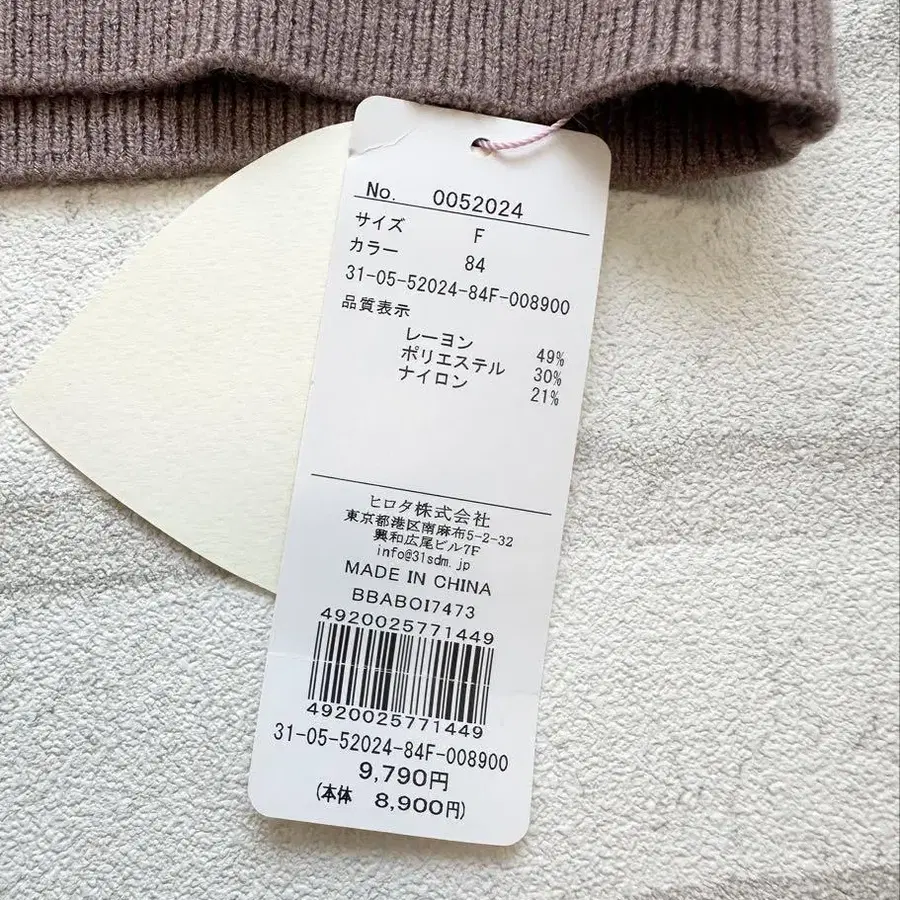 No. 0052024
サイズ F
カラー 84
31-05-52024-84F-008900
品質表示
レーヨン 49%
ポリエステル 30%
ナイロン 21%
ヒロタ株式会社
東京都港区南麻布5-2-32
興和広尾ビル7F
info@31sdm.jp
MADE IN CHINA
BBABOI7473
4920025771449
4920025771449
31-05-52024-84F-008900
9,790円
(本体 8,900円)